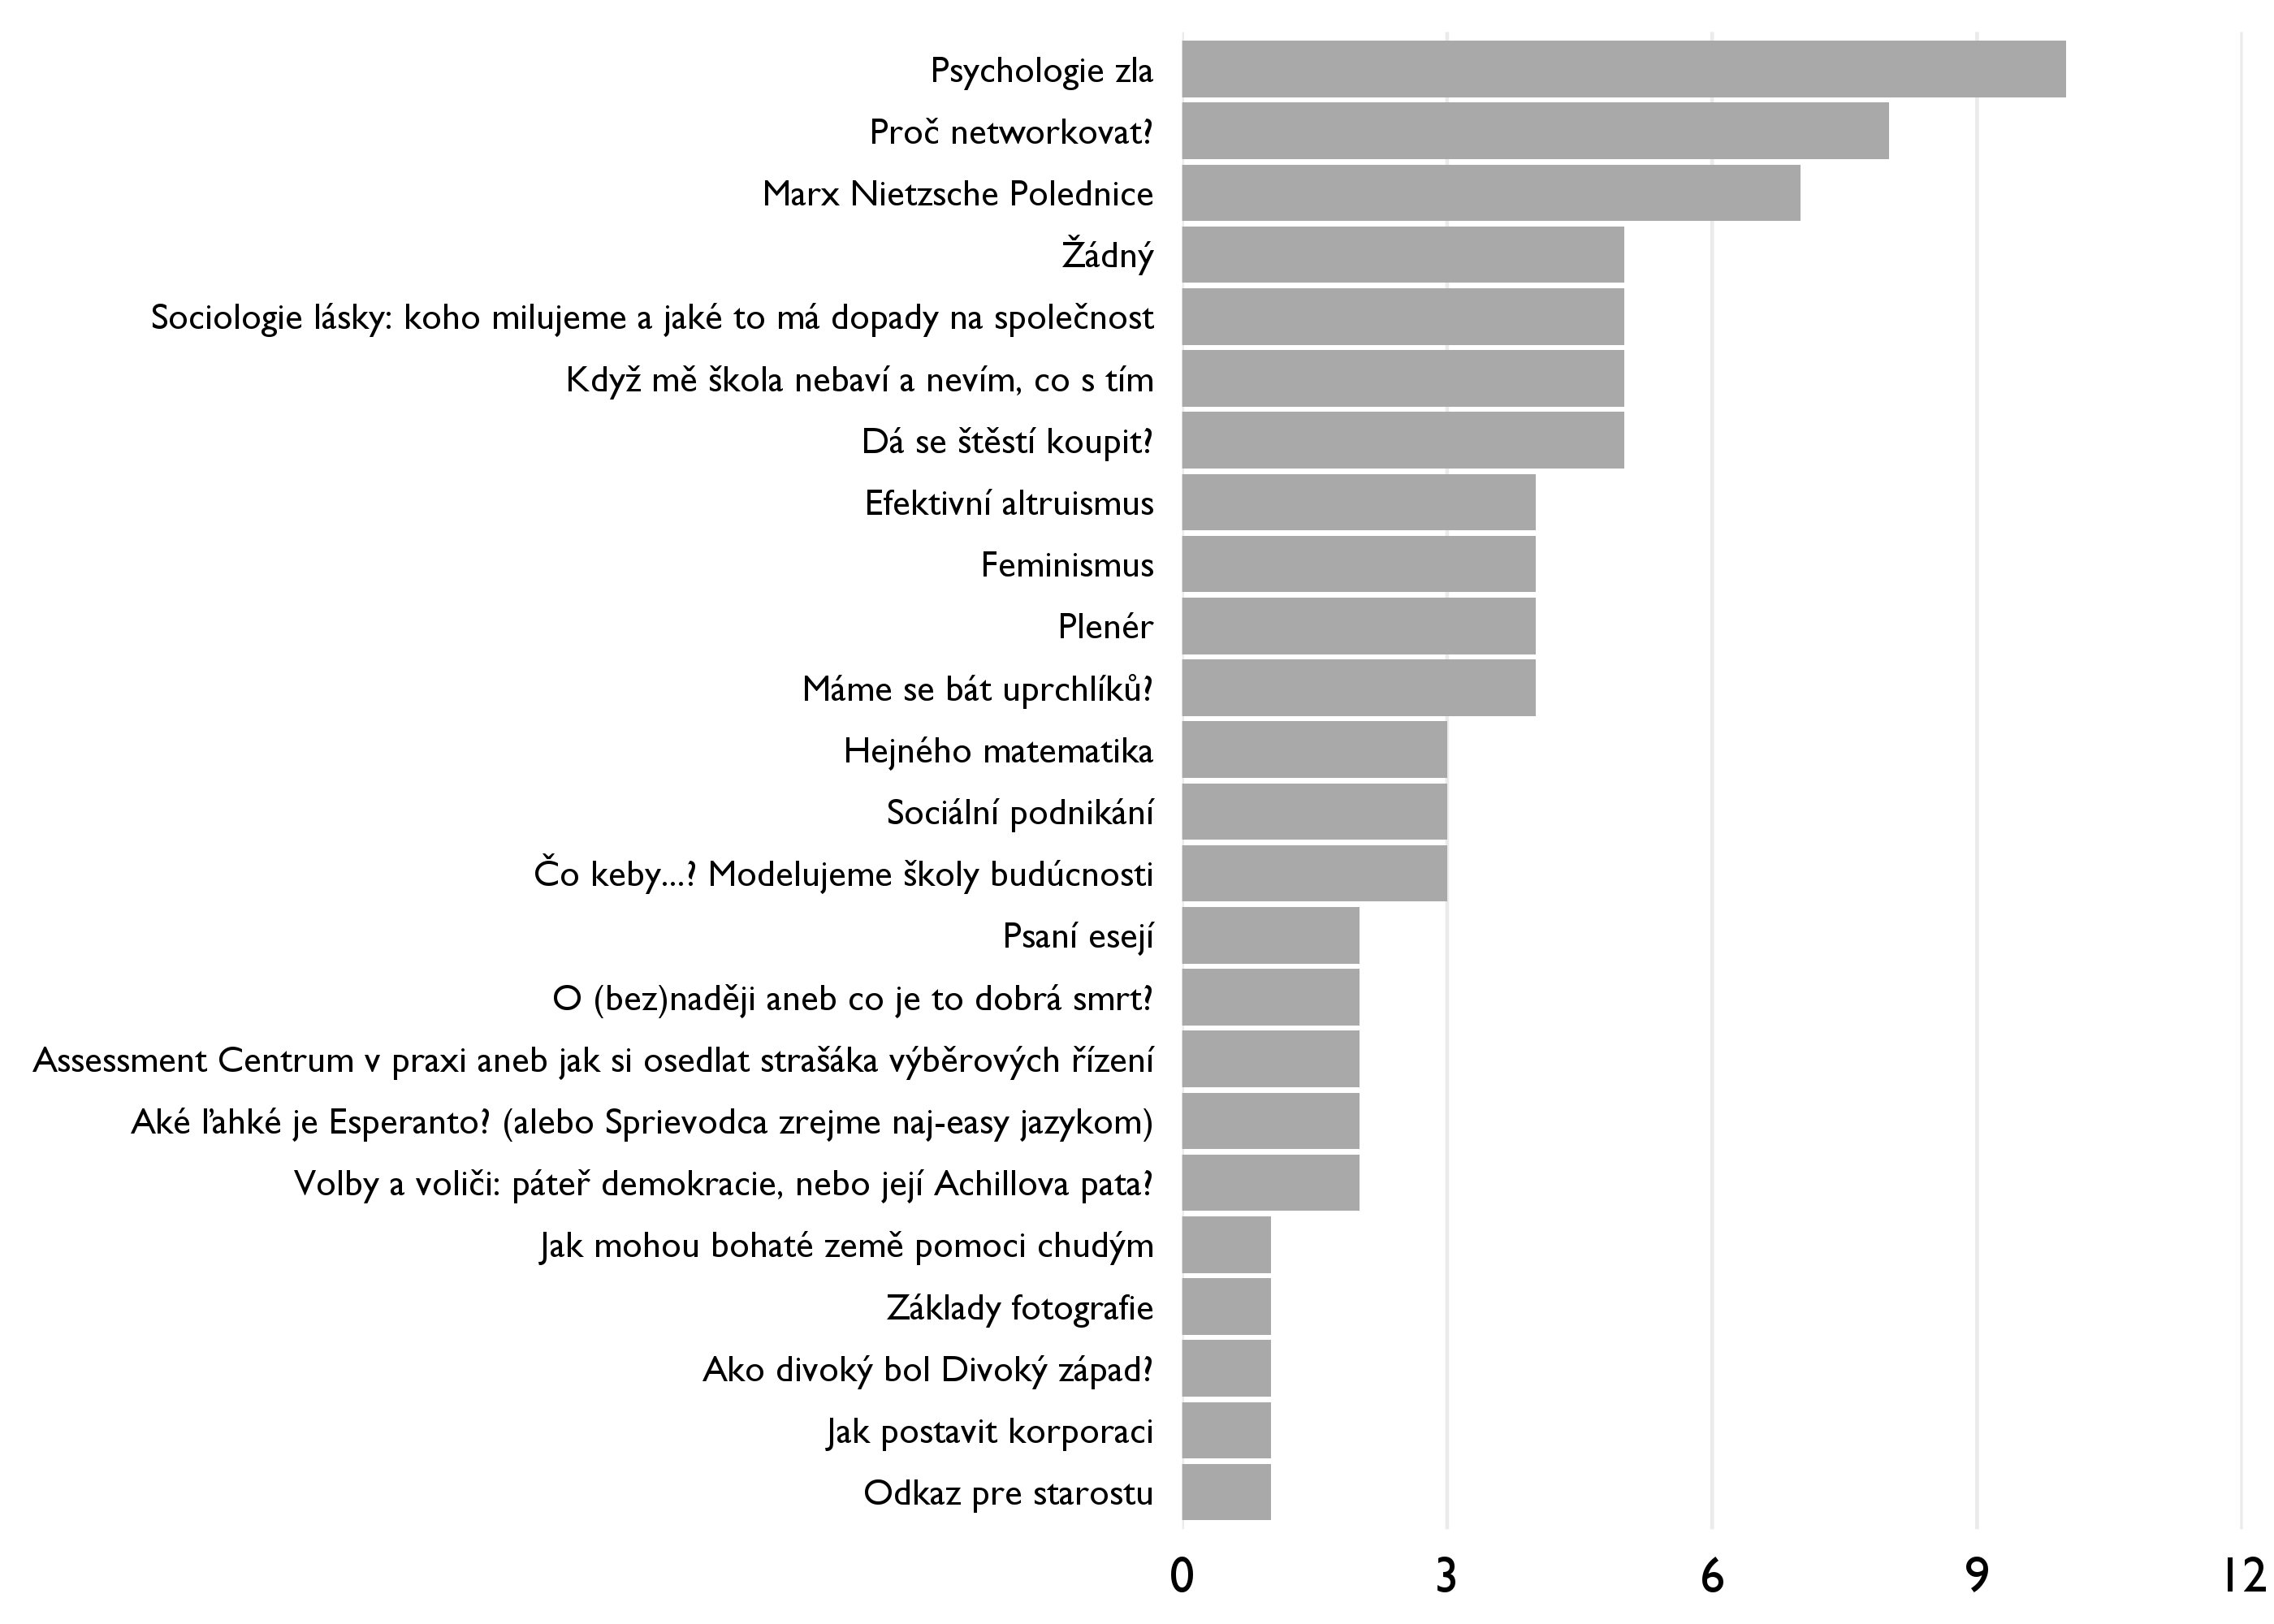 Psychologie zla
Proč networkovat?
Marx Nietzsche Polednice
Žádný
Sociologie lásky: koho milujeme a jaké to má dopady na společnost
Když mě škola nebaví a nevím, co s tím
Dá se štěstí koupit?
Efektivní altruismus
Feminismus
Plenér
Máme se bát uprchlíků?
Hejného matematika
Sociální podnikání
Čo keby...? Modelujeme školy budúcnosti
Psaní esejí
O (bez)naději aneb co je to dobrá smrt?
Assessment Centrum v praxi aneb jak si osedlat strašáka výběrových řízení
Aké ľahké je Esperanto? (alebo Sprievodca zrejme naj-easy jazykom)
Volby a voliči: páteř demokracie, nebo její Achillova pata?
Jak mohou bohaté země pomoci chudým
Základy fotografie
Ako divoký bol Divoký západ?
Jak postavit korporaci
Odkaz pre starostu
0 3 6 9 12